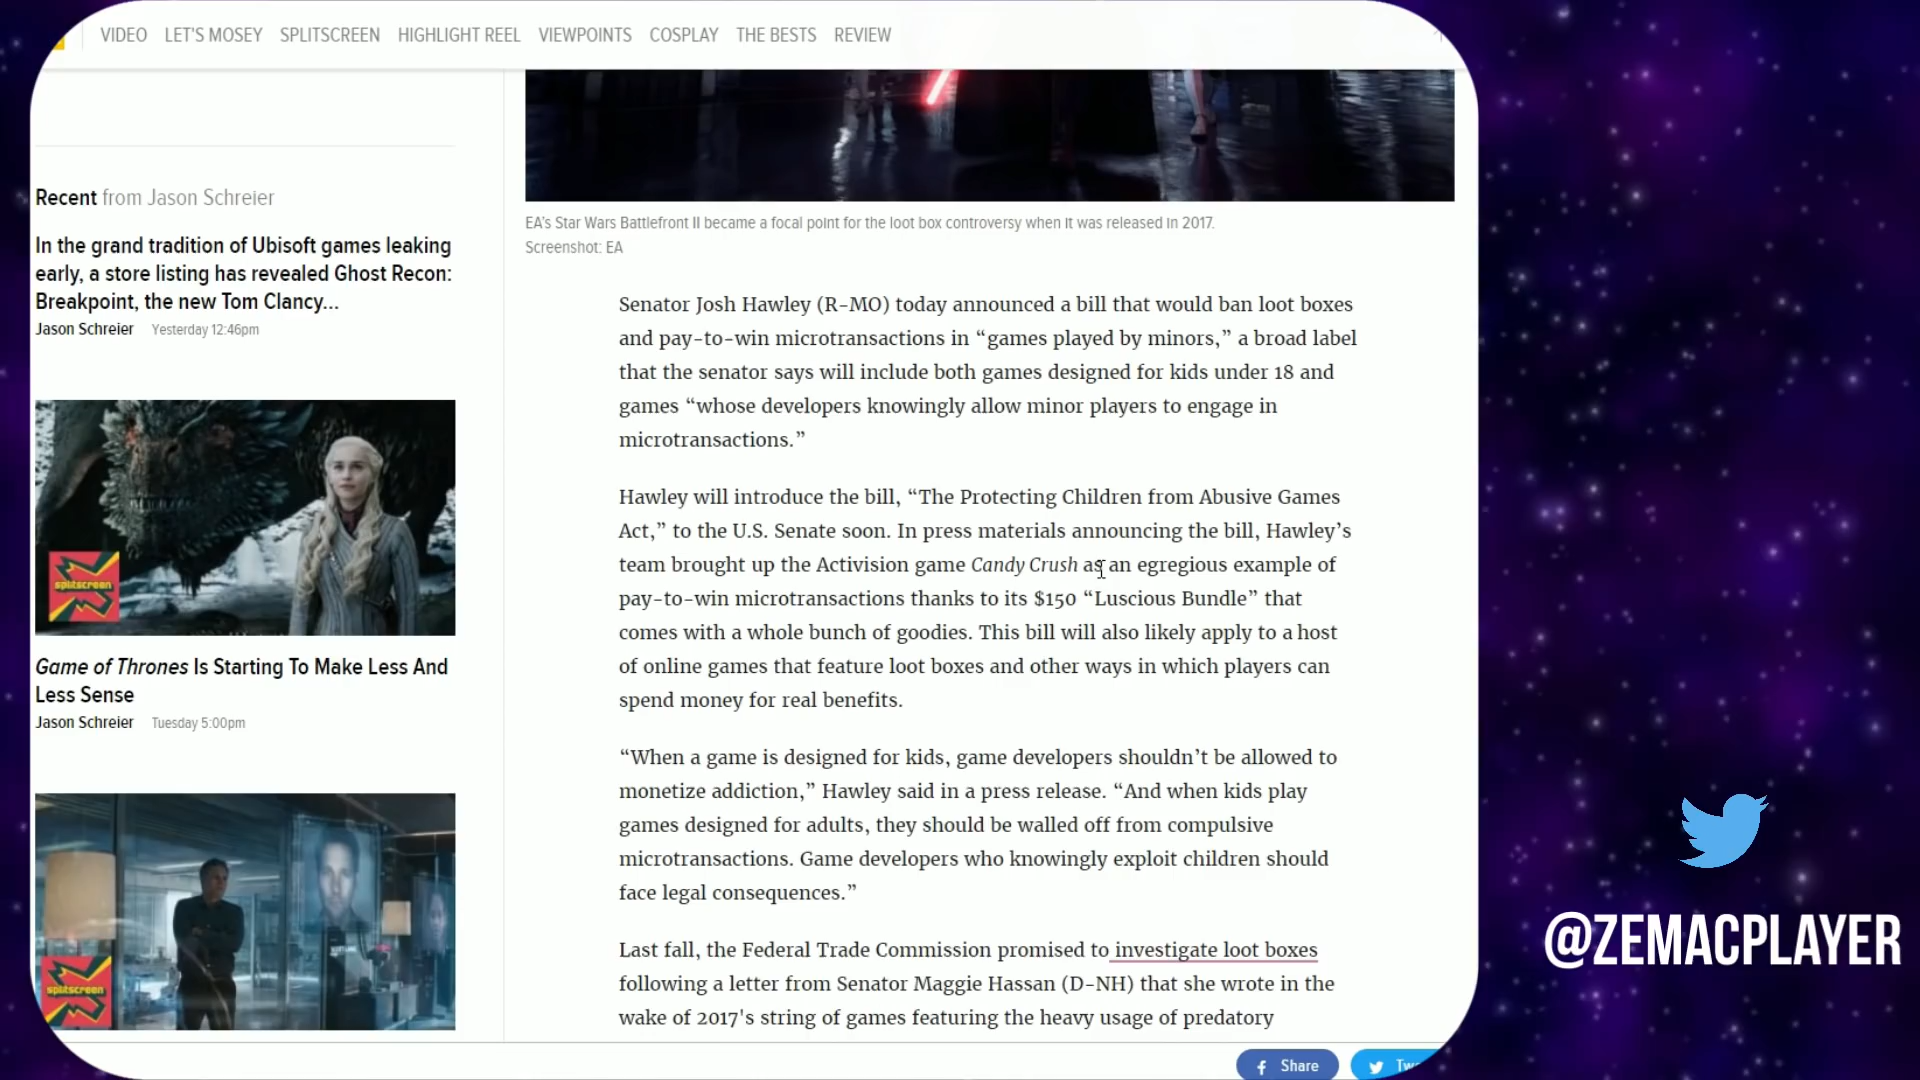 VIDEO LET'S MOSEY SPLITSCREEN HIGHLIGHT REEL VIEWPOINTS COSPLAY THE BESTS REVIEW
Recent from Jason Schreier
In the grand tradition of Ubisoft games leaking
early, a store listing has revealed Ghost Recon:
Breakpoint, the new Tom Clancy...
Jason Schreier Yesterday 12:46pm
splitscreen
Game of Thrones Is Starting To Make Less And
Less Sense
Jason Schreier Tuesday 5:00pm
splitscreen
EA's Star Wars Battlefront II became a focal point for the loot box controversy when it was released in 2017.
Screenshot: EA
Senator Josh Hawley (R-MO) today announced a bill that would ban loot boxes
and pay-to-win microtransactions in “games played by minors,” a broad label
that the senator says will include both games designed for kids under 18 and
games “whose developers knowingly allow minor players to engage in
microtransactions.”
Hawley will introduce the bill, “The Protecting Children from Abusive Games
Act,” to the U.S. Senate soon. In press materials announcing the bill, Hawley’s
team brought up the Activision game Candy Crush as an egregious example of
pay-to-win microtransactions thanks to its $150 “Luscious Bundle” that
comes with a whole bunch of goodies. This bill will also likely apply to a host
of online games that feature loot boxes and other ways in which players can
spend money for real benefits.
“When a game is designed for kids, game developers shouldn’t be allowed to
monetize addiction,” Hawley said in a press release. “And when kids play
games designed for adults, they should be walled off from compulsive
microtransactions. Game developers who knowingly exploit children should
face legal consequences.”
Last fall, the Federal Trade Commission promised to investigate loot boxes
following a letter from Senator Maggie Hassan (D-NH) that she wrote in the
wake of 2017's string of games featuring the heavy usage of predatory
Share
@ZEMACPLAYER